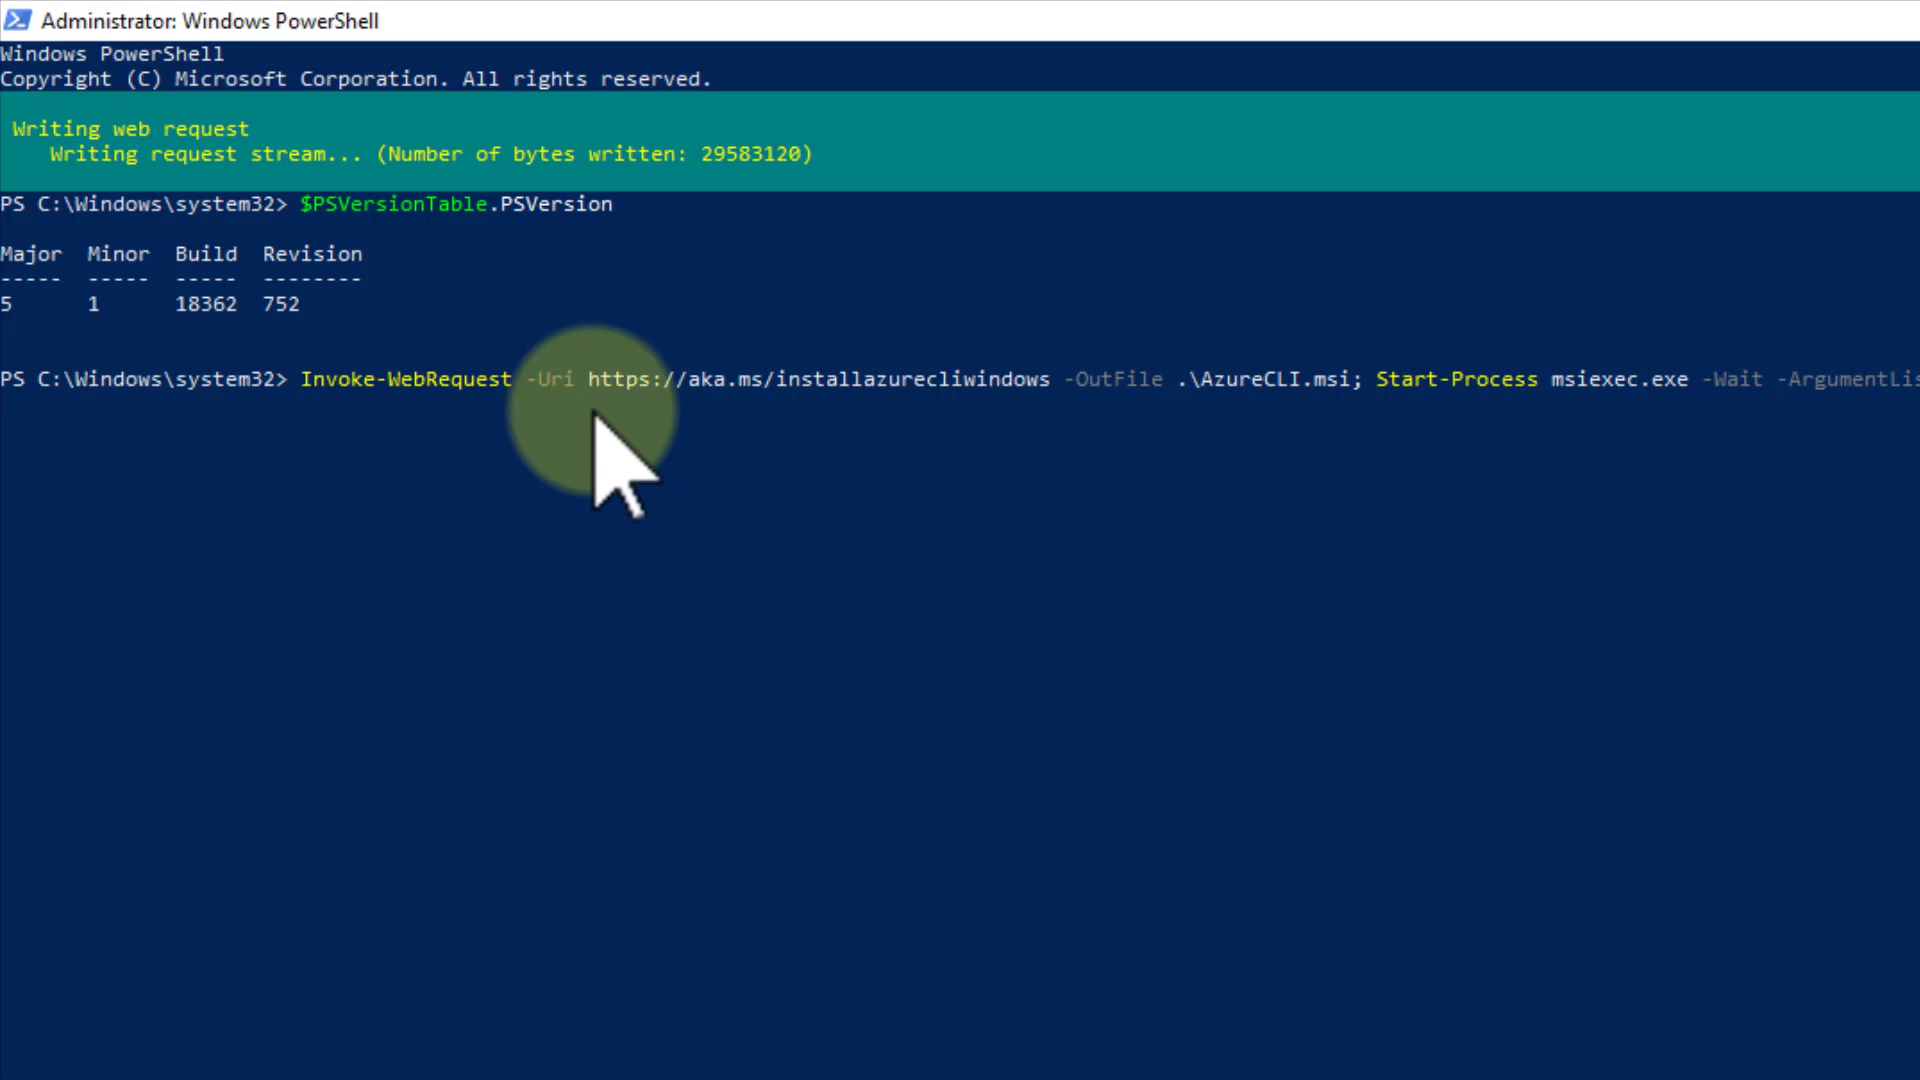 Administrator: Windows PowerShell
Windows PowerShell
Copyright (C) Microsoft Corporation. All rights reserved.
Writing web request
Writing request stream... (Number of bytes written: 29583120)
PS C:\Windows\system32> $PSVersionTable.PSVersion
Major  Minor  Build  Revision
-----  -----  -----  --------
5      1      18362  752
PS C:\Windows\system32> Invoke-WebRequest -Uri https://aka.ms/installazurecliwindows -OutFile .\AzureCLI.msi; Start-Process msiexec.exe -Wait -ArgumentLis